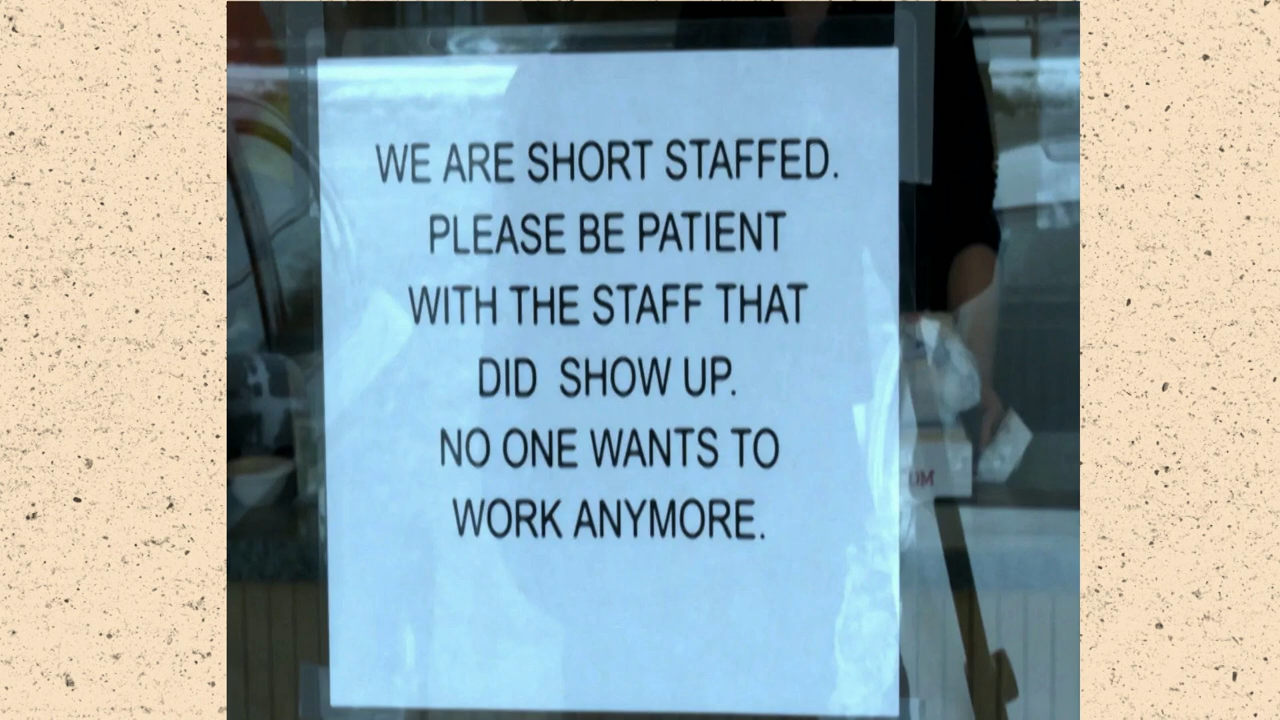 WE ARE SHORT STAFFED.
PLEASE BE PATIENT
WITH THE STAFF THAT
DID  SHOW UP.
NO ONE WANTS TO
WORK ANYMORE.